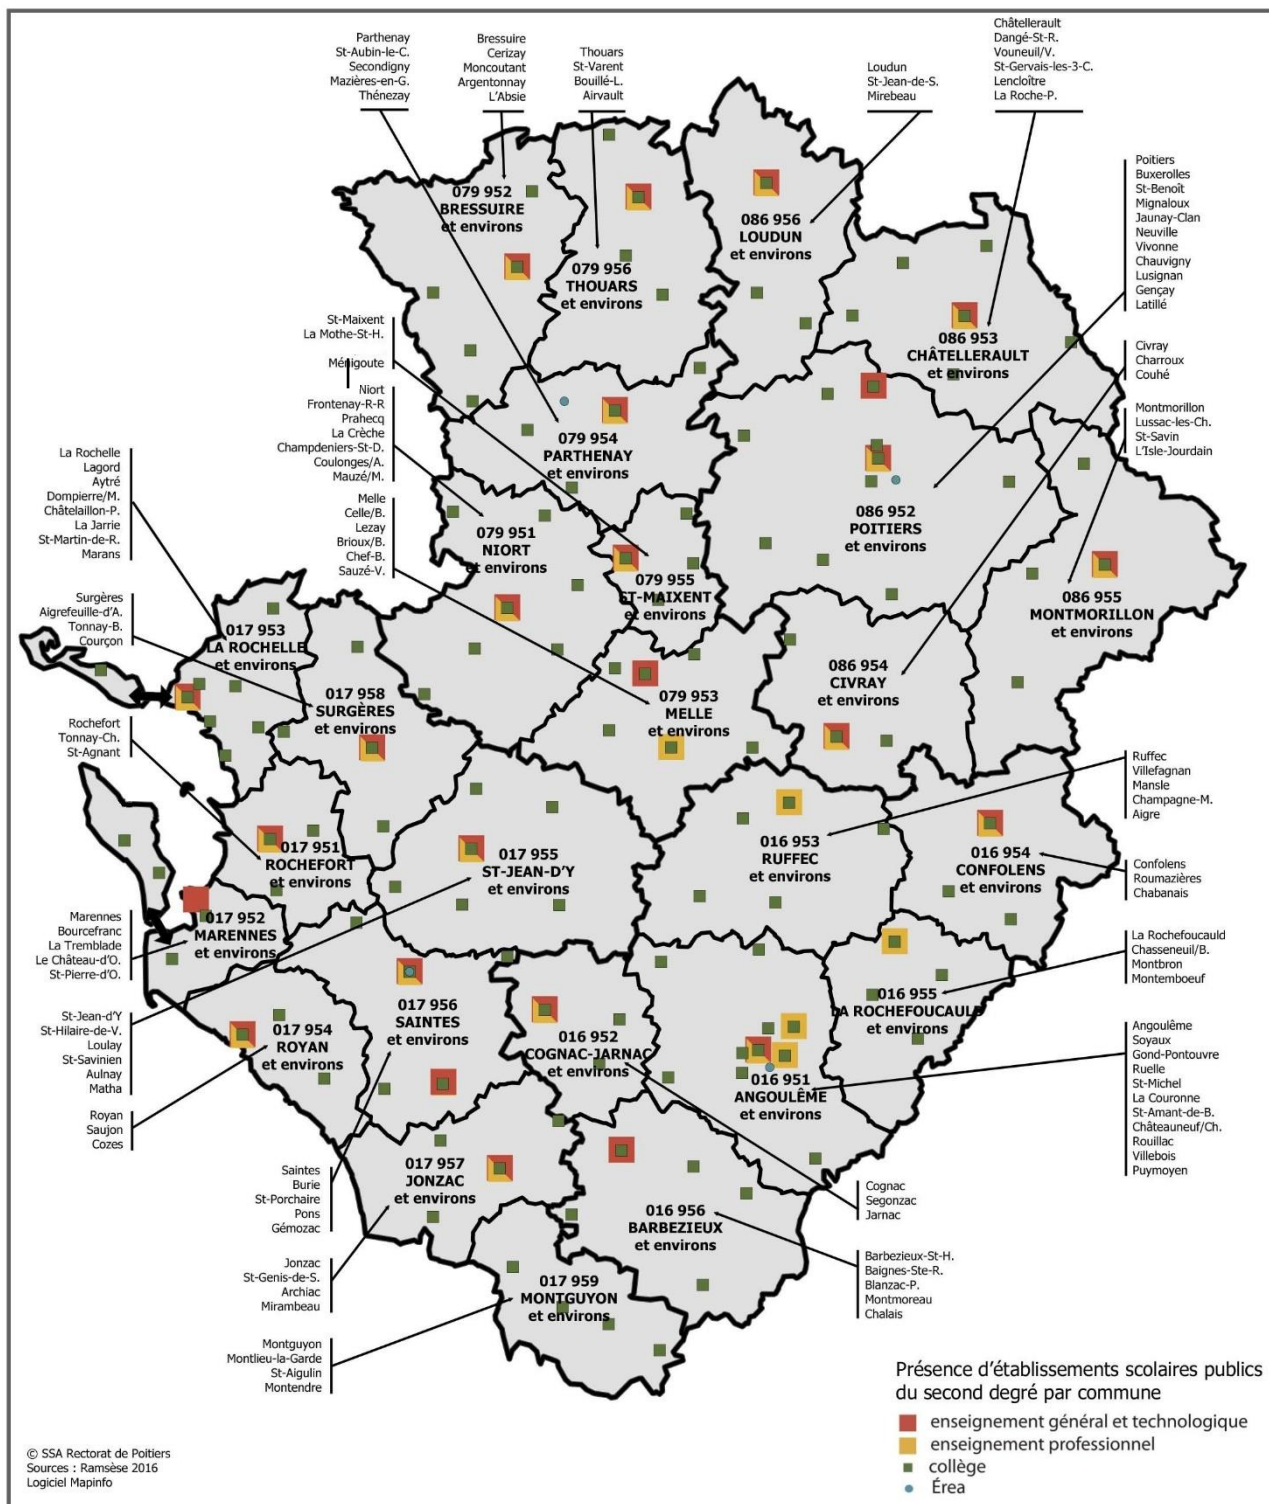 Parthenay
St-Aubin-le-C.
Secondigny
Mazières-en-G.
Thénezay
Bressuire
Cerizay
Moncoutant
Argentonnay
L'Absie
Thouars
St-Varent
Bouillé-L.
Airvault
Loudun
St-Jean-de-S.
Mirebeau
Châtellerault
Dangé-St-R.
Vouneuil/V.
St-Gervais-les-3-C.
Lencloître
La Roche-P.
Poitiers
Buxerolles
St-Benoît
Mignaloux
Jaunay-Clan
Neuville
Vivonne
Chauvigny
Lusignan
Gençay
Latillé
Civray
Charroux
Couhé
Montmorillon
Lussac-les-Ch.
St-Savin
L'Isle-Jourdain
St-Maixent
La Mothe-St-H.
Ménigoute
Niort
Frontenay-R-R
Prahecq
La Crèche
Champdeniers-St-D.
Coulonges/A.
Mauzé/M.
Melle
Celle/B.
Lezay
Brioux/B.
Chef-B.
Sauzé-V.
La Rochelle
Lagord
Aytré
Dompierre/M.
Châtelaillon-P.
La Jarrie
St-Martin-de-R.
Marans
Surgères
Aigrefeuille-d'A.
Tonnay-B.
Courçon
Rochefort
Tonnay-Ch.
St-Agnant
Marennes
Bourcefranc
La Tremblade
Le Château-d'O.
St-Pierre-d'O.
St-Jean-d'Y
St-Hilaire-de-V.
Loulay
St-Savinien
Aulnay
Matha
Royan
Saujon
Cozes
Saintes
Burie
St-Porchaire
Pons
Gémozac
Jonzac
St-Genis-de-S.
Archiac
Mirambeau
Montguyon
Montlieu-la-Garde
St-Aigulin
Montendre
Ruffec
Villefagnan
Mansle
Champagne-M.
Aigre
Confolens
Roumazières
Chabanais
La Rochefoucauld
Chasseneuil/B.
Montbron
Montemboeuf
Angoulême
Soyaux
Gond-Pontouvre
Ruelle
St-Michel
La Couronne
St-Amant-de-B.
Châteauneuf/Ch.
Rouillac
Villebois
Puymoyen
Cognac
Segonzac
Jarnac
Barbezieux-St-H.
Baignes-Ste-R.
Blanzac-P.
Montmoreau
Chalais
079 952
BRESSUIRE
et environs
079 956
THOUARS
et environs
086 956
LOUDUN
et environs
086 953
CHÂTELLERAULT
et environs
079 954
PARTHENAY
et environs
086 952
POITIERS
et environs
079 951
NIORT
et environs
079 955
ST-MAIXENT
et environs
086 955
MONTMORILLON
et environs
017 953
LA ROCHELLE
et environs
017 958
SURGÈRES
et environs
079 953
MELLE
et environs
086 954
CIVRAY
et environs
017 951
ROCHEFORT
et environs
017 955
ST-JEAN-D'Y
et environs
016 953
RUFFEC
et environs
016 954
CONFOLENS
et environs
017 952
MARENNES
et environs
017 956
SAINTES
et environs
016 955
LA ROCHEFOUCAULD
et environs
017 954
ROYAN
et environs
016 952
COGNAC-JARNAC
et environs
016 951
ANGOULÊME
et environs
017 957
JONZAC
et environs
016 956
BARBEZIEUX
et environs
017 959
MONTGUYON
et environs
Présence d'établissements scolaires publics
du second degré par commune
enseignement général et technologique
enseignement professionnel
collège
Érea
© SSA Rectorat de Poitiers
Sources : Ramsèse 2016
Logiciel Mapinfo